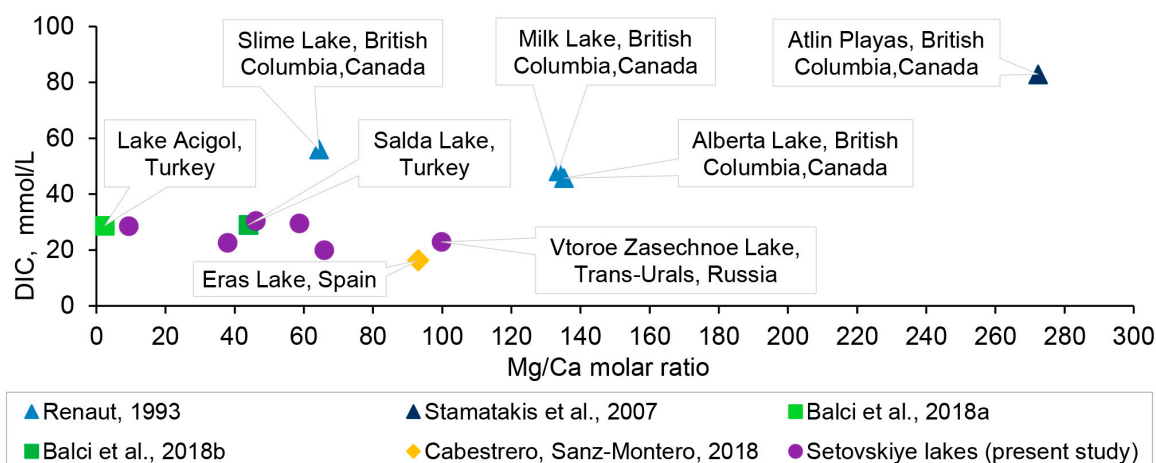 100
80
60
40
20
0
DIC, mmol/L
Slime Lake, British
Columbia,Canada
Milk Lake, British
Columbia,Canada
Atlin Playas, British
Columbia,Canada
Lake Acigol,
Turkey
Salda Lake,
Turkey
Alberta Lake, British
Columbia,Canada
Eras Lake, Spain
Vtoroe Zasechnoe Lake,
Trans-Urals, Russia
0 20 40 60 80 100 120 140 160 180 200 220 240 260 280 300
Mg/Ca molar ratio
Renaut, 1993 Stamatakis et al., 2007 Balci et al., 2018a
Balci et al., 2018b Cabestrero, Sanz-Montero, 2018 Setovskiye lakes (present study)